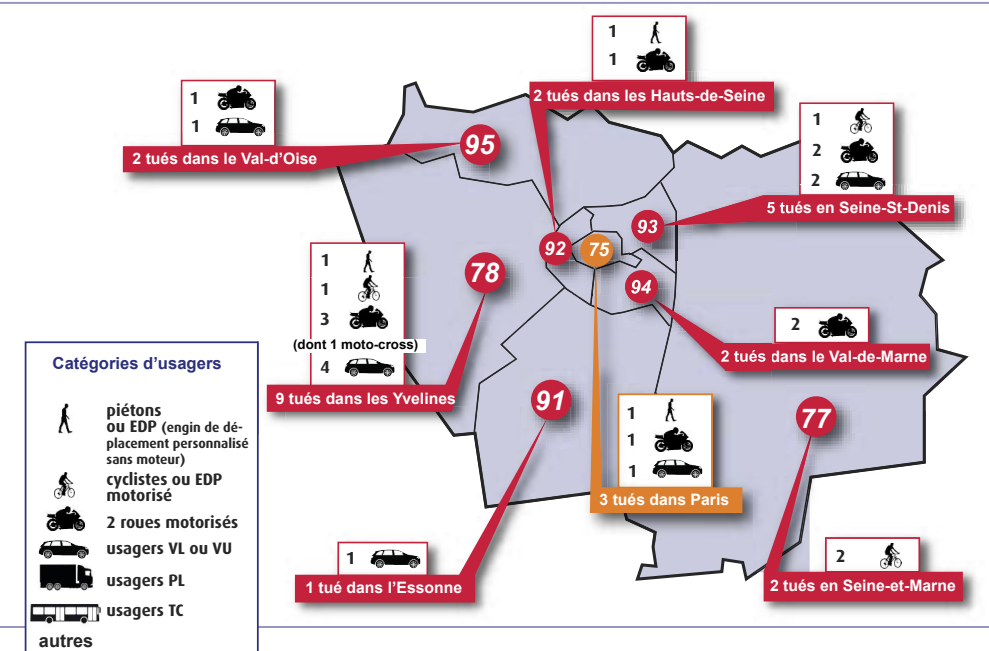 1
1
2 tués dans les Hauts-de-Seine
1
1
2 tués dans le Val-d'Oise
95
1
2
2
5 tués en Seine-St-Denis
93
92
75
94
78
1
1
3
(dont 1 moto-cross)
4
9 tués dans les Yvelines
2
2 tués dans le Val-de-Marne
91
77
1
1
1
3 tués dans Paris
1
1 tué dans l'Essonne
2
2 tués en Seine-et-Marne
Catégories d'usagers
piétons
ou EDP (engin de dé-
placement personnalisé
sans moteur)
cyclistes ou EDP
motorisé
2 roues motorisés
usagers VL ou VU
usagers PL
usagers TC
autres